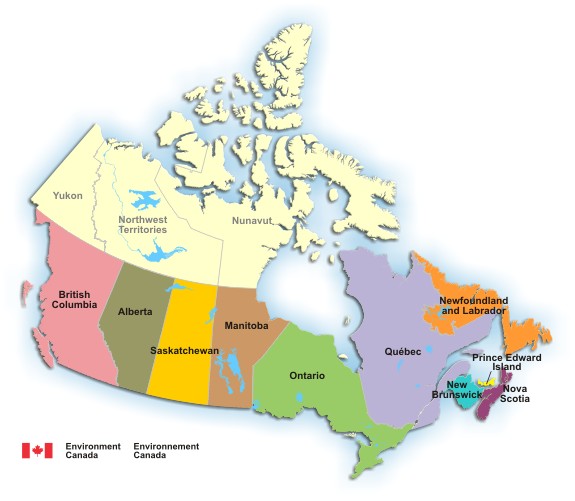 Yukon
Northwest
Territories
Nunavut
British
Columbia
Alberta
Saskatchewan
Manitoba
Ontario
Québec
Newfoundland
and Labrador
Prince Edward
Island
New
Brunswick
Nova
Scotia
Environment
Canada
Environnement
Canada